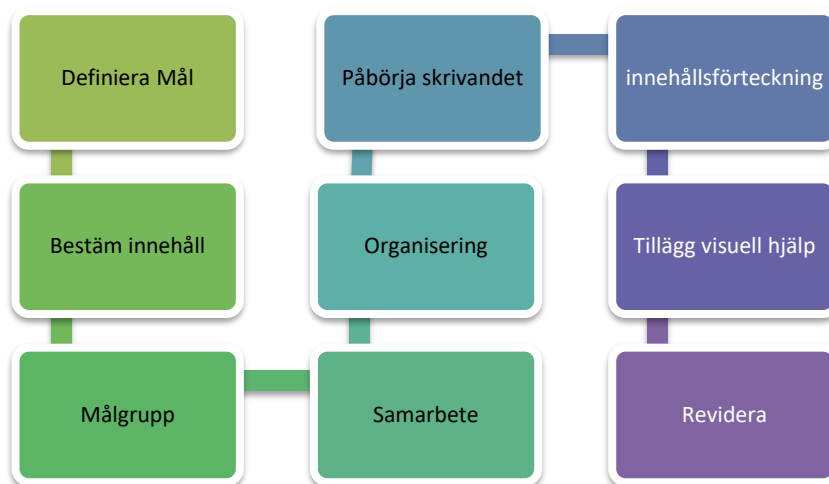 Definiera Mål
Bestäm innehåll
Målgrupp
Samarbete
Organisering
Påbörja skrivandet
innehållsförteckning
Tillägg visuell hjälp
Revidera